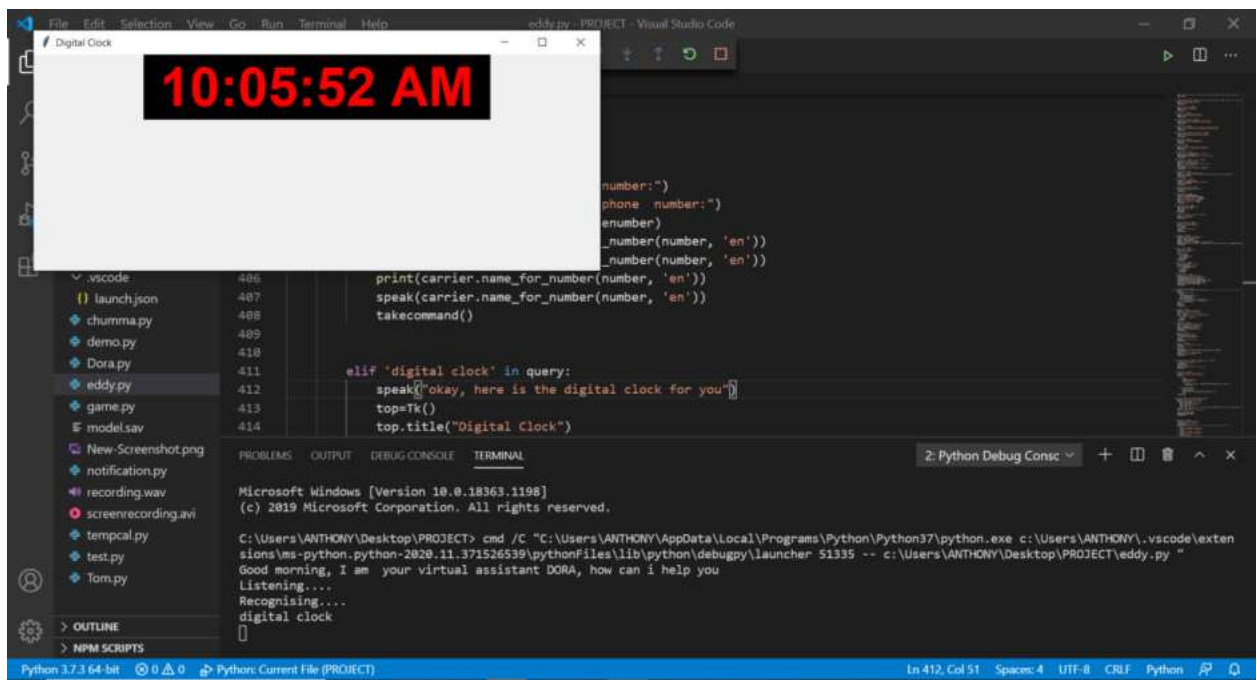 File Edit Selection View Go Run Terminal Help
eddy.py - PROJECT - Visual Studio Code
Digital Clock
10:05:52 AM
number:")
phone number:")
enumber)
_number(number, 'en'))
_number(number, 'en'))
406 print(carrier.name_for_number(number, 'en'))
407 speak(carrier.name_for_number(number, 'en'))
408 takecommand()
409
410
411 elif 'digital clock' in query:
412 speak("okay, here is the digital clock for you")
413 top=Tk()
414 top.title("Digital Clock")
.vscode
{} launch.json
chumma.py
demo.py
Dora.py
eddy.py
game.py
model.sav
New-Screenshot.png
notification.py
recording.wav
screenrecording.avi
tempcal.py
test.py
Tom.py
> OUTLINE
> NPM SCRIPTS
PROBLEMS OUTPUT DEBUG CONSOLE TERMINAL
2: Python Debug Consc
Microsoft Windows [Version 10.0.18363.1198]
(c) 2019 Microsoft Corporation. All rights reserved.
C:\Users\ANTHONY\Desktop\PROJECT> cmd /C "C:\Users\ANTHONY\AppData\Local\Programs\Python\Python37\python.exe c:\Users\ANTHONY\.vscode\exten
sions\ms-python.python-2020.11.371526539\pythonFiles\lib\python\debugpy\launcher 51335 -- c:\Users\ANTHONY\Desktop\PROJECT\eddy.py "
Good morning, I am your virtual assistant DORA, how can i help you
Listening....
Recognising....
digital clock
Python 3.7.3 64-bit 0 0 Python: Current File (PROJECT)
Ln 412, Col 51 Spaces: 4 UTF-8 CRLF Python